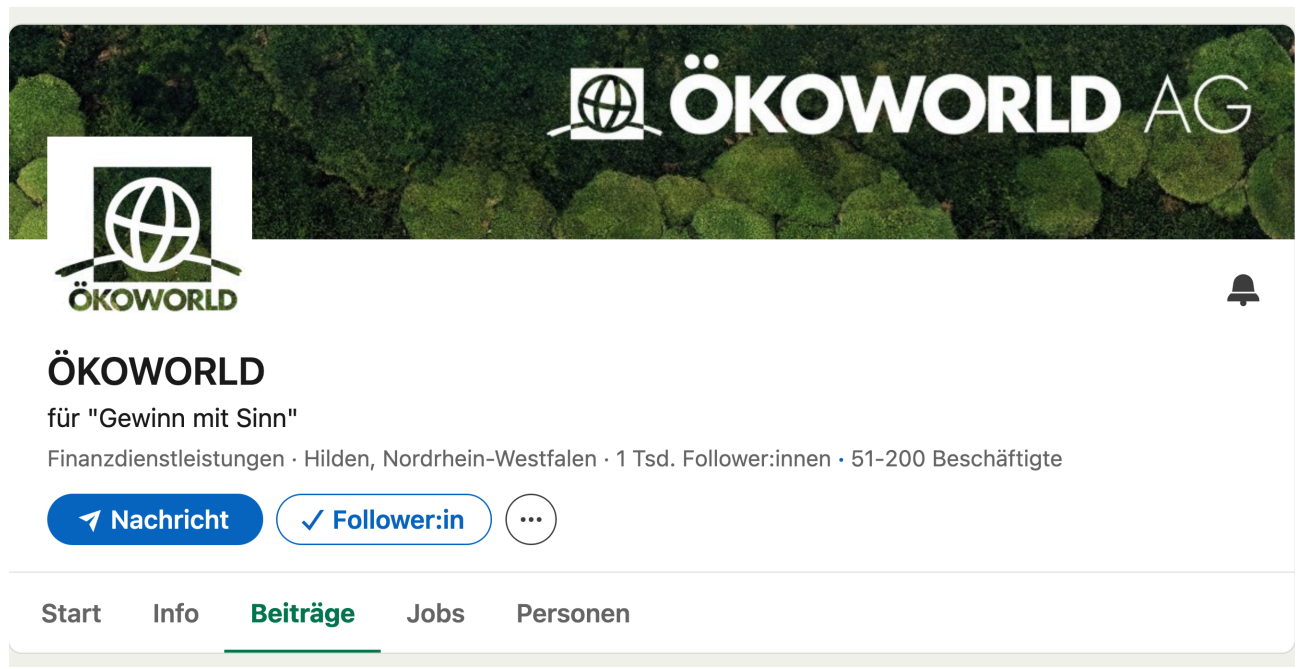 ÖKOWORLD AG
ÖKOWORLD
ÖKOWORLD
für "Gewinn mit Sinn"
Finanzdienstleistungen · Hilden, Nordrhein-Westfalen · 1 Tsd. Follower:innen · 51-200 Beschäftigte
Nachricht
Follower:in
Start Info Beiträge Jobs Personen